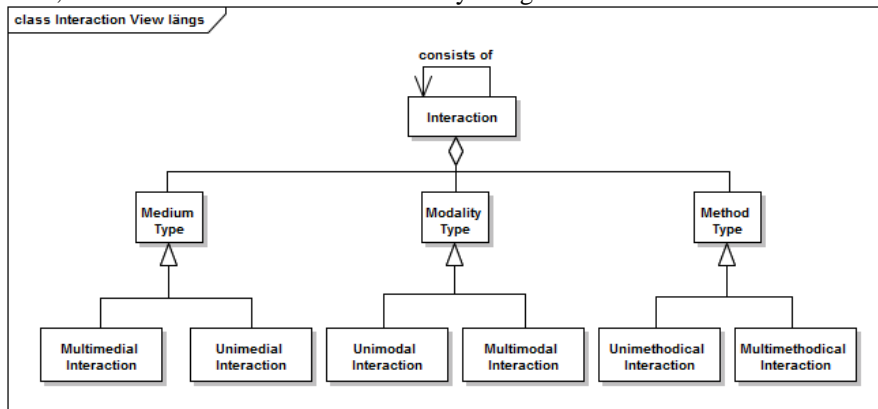 class Interaction View längs
consists of
Interaction
Medium
Type
Modality
Type
Method
Type
Multimedial
Interaction
Unimedial
Interaction
Unimodal
Interaction
Multimodal
Interaction
Unimethodical
Interaction
Multimethodical
Interaction